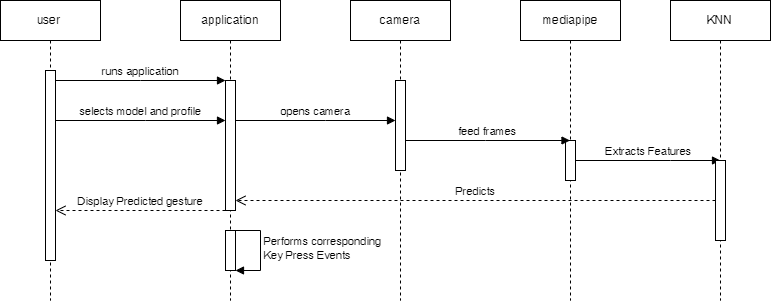 user
application
camera
mediapipe
KNN
runs application
selects model and profile
opens camera
feed frames
Extracts Features
Predicts
Display Predicted gesture
Performs corresponding
Key Press Events